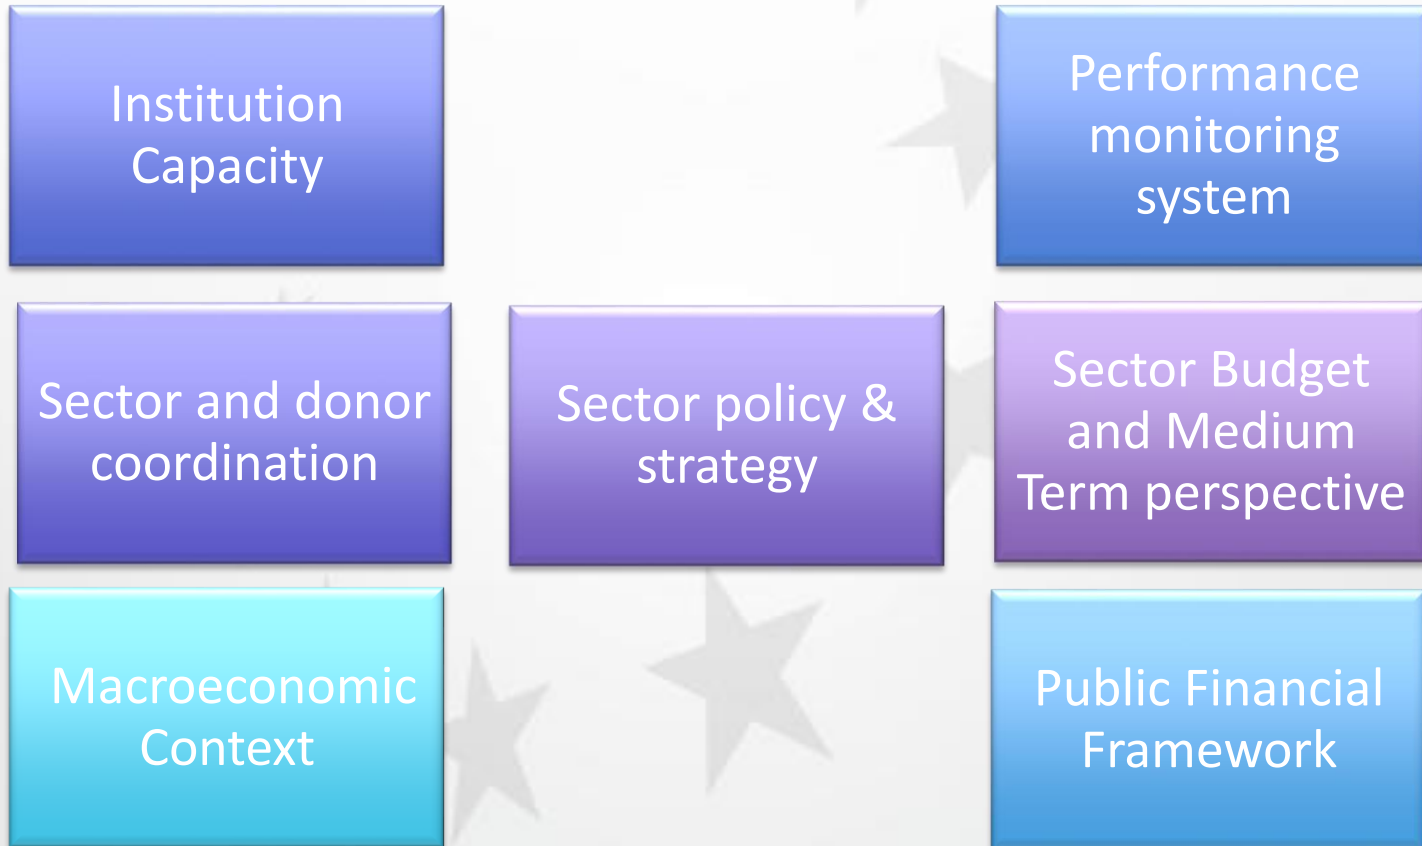 Institution
Capacity
Performance
monitoring
system
Sector and donor
coordination
Sector policy &
strategy
Sector Budget
and Medium
Term perspective
Macroeconomic
Context
Public Financial
Framework